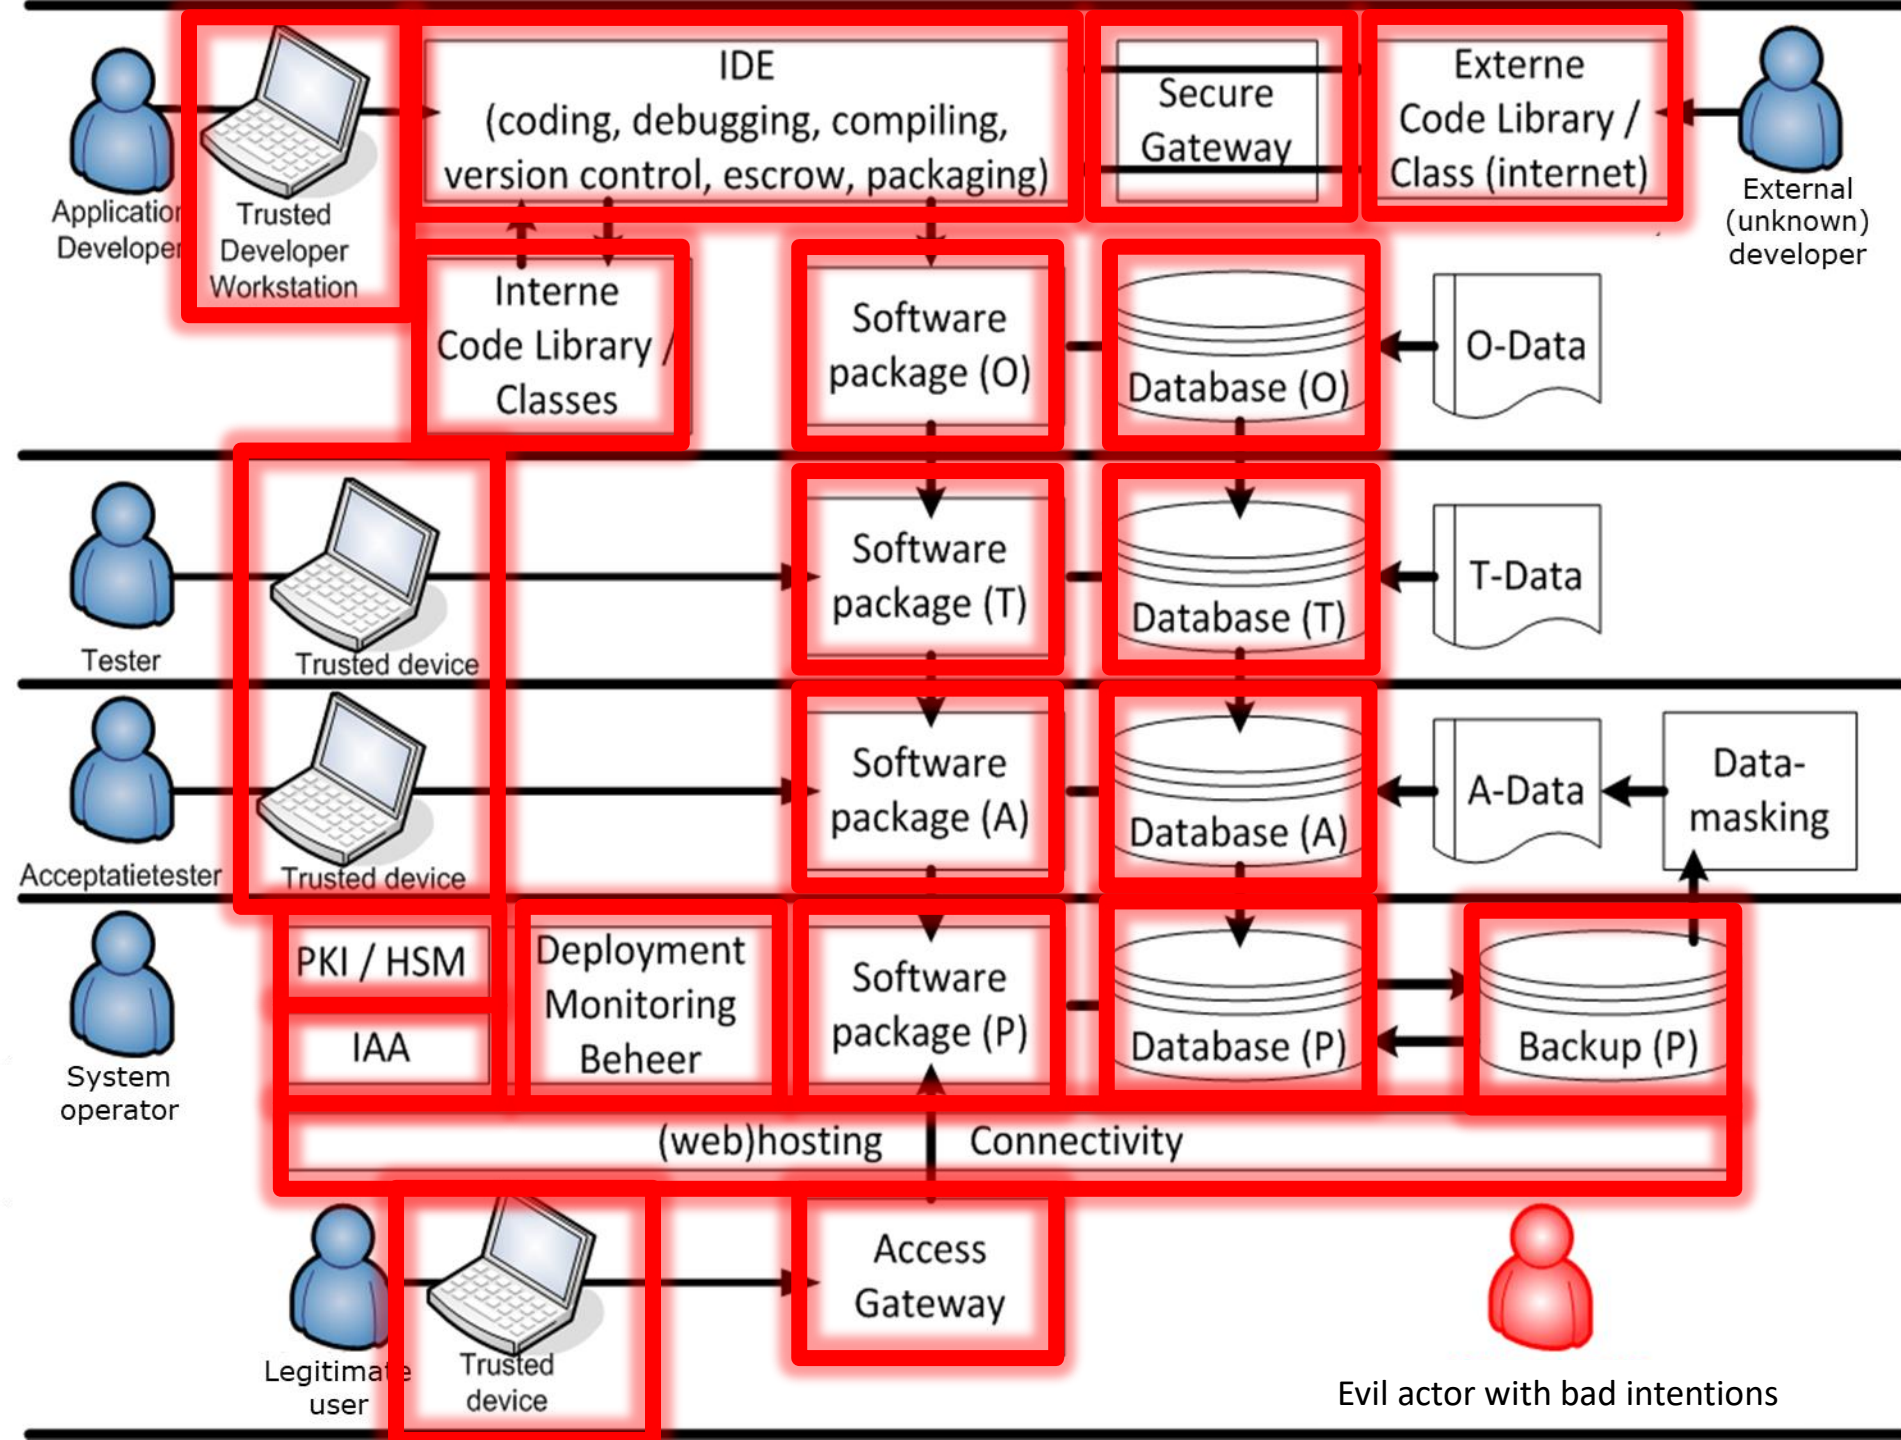 IDE
(coding, debugging, compiling,
version control, escrow, packaging)
Secure
Gateway
Externe
Code Library /
Class (internet)
Application
Developer
Trusted
Developer
Workstation
External
(unknown)
developer
Interne
Code Library /
Classes
Software
package (O)
Database (O)
O-Data
Tester
Trusted device
Software
package (T)
Database (T)
T-Data
Acceptatietester
Trusted device
Software
package (A)
Database (A)
A-Data
Data-
masking
System
operator
PKI / HSM
IAA
Deployment
Monitoring
Beheer
Software
package (P)
Database (P)
Backup (P)
(web)hosting
Connectivity
Legitimate
user
Trusted
device
Access
Gateway
Evil actor with bad intentions